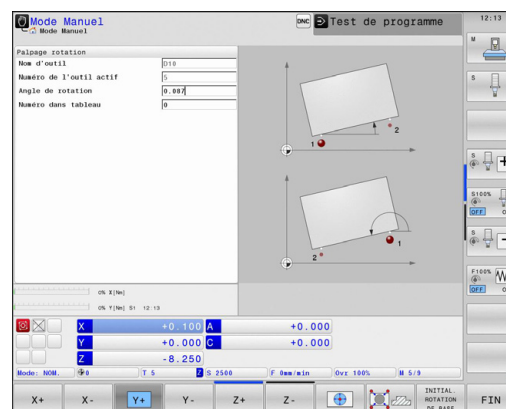 Mode Manuel
Mode Manuel
DNC
Test de programme
12:13
Palpage rotation
Nom d'outil D10
Numéro de l'outil actif 5
Angle de rotation 0.087
Numéro dans tableau 0
1
2
1
2
M
S
S
S100%
OFF
S
F100%
OFF
0% X[Nm]
0% Y[Nm] S1 12:13
X +0.100 A +0.000
Y +0.000 C +0.000
Z -8.250
Mode: NOM. 0 T 5 Z S 2500 F 0mm/min Ovr 100% M 5/9
X+
X-
Y+
Y-
Z+
Z-
INITIAL.
ROTATION
DE BASE
FIN